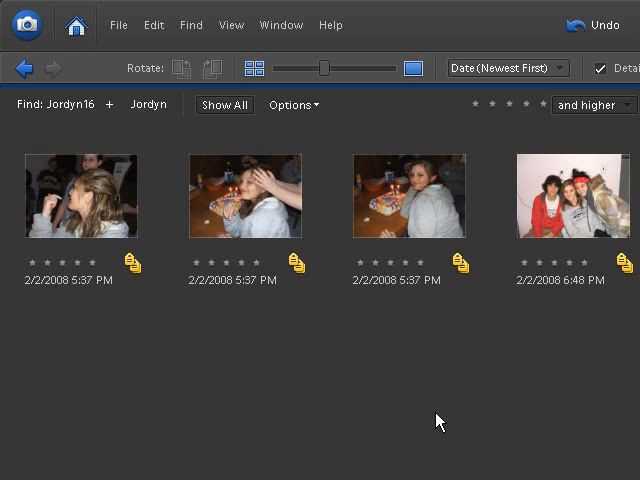 File Edit Find View Window Help Undo
Rotate: Date (Newest First) Detai
Find: Jordyn16 + Jordyn Show All Options and higher
2/2/2008 5:37 PM 2/2/2008 5:37 PM 2/2/2008 5:37 PM 2/2/2008 6:48 PM